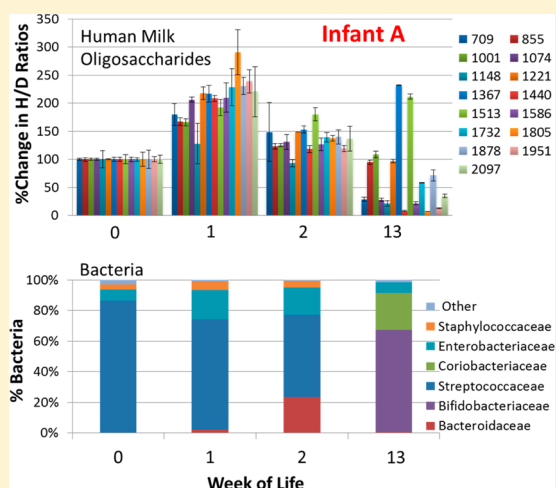 Human Milk
Oligosaccharides
Infant A
%Change in H/D Ratios
350
300
250
200
150
100
50
0
0 1 2 13
709 855
1001 1074
1148 1221
1367 1440
1513 1586
1732 1805
1878 1951
2097
Bacteria
% Bacteria
100%
80%
60%
40%
20%
0%
Other
Staphylococcaceae
Enterobacteriaceae
Coriobacteriaceae
Streptococcaceae
Bifidobacteriaceae
Bacteroidaceae
0 1 2 13
Week of Life